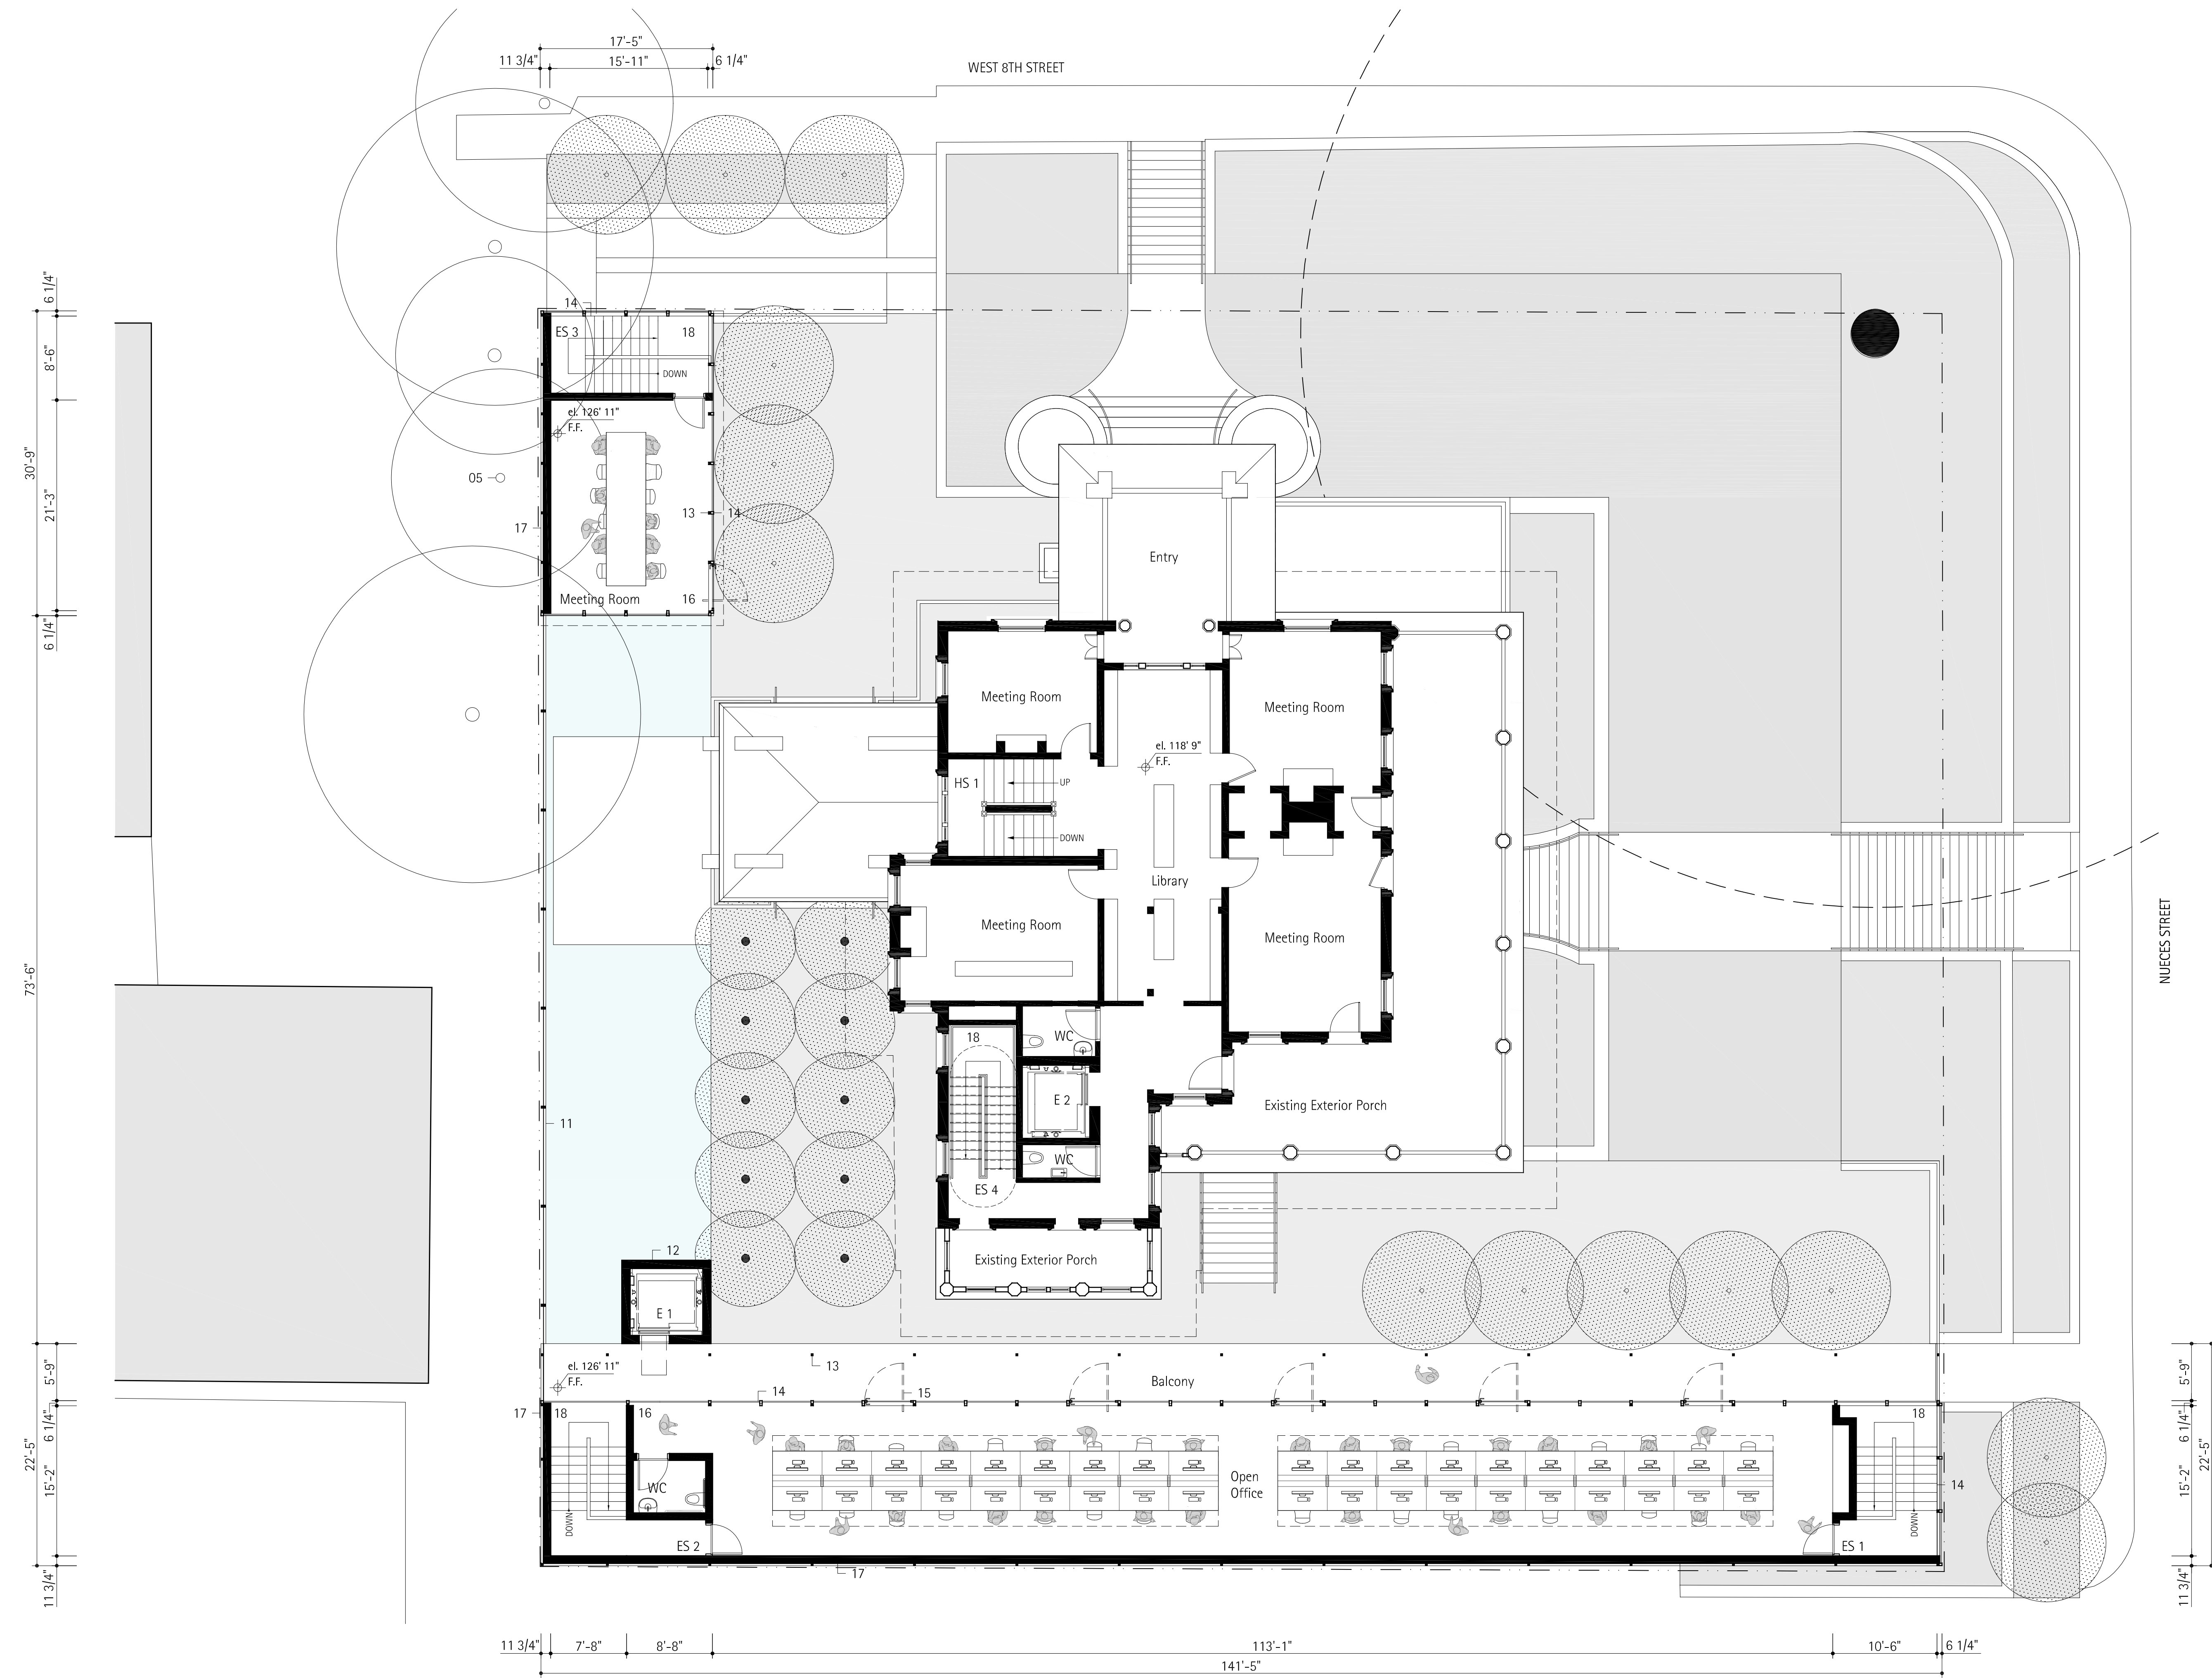 17'-5"
11 3/4"
15'-11"
6 1/4"
WEST 8TH STREET
6 1/4"
14
ES 3
18
8'-6"
DOWN
el. 126' 11"
F.F.
30'-9"
05
21'-3"
13
14
17
Entry
Meeting Room
16
6 1/4"
Meeting Room
Meeting Room
el. 118' 9"
F.F.
HS 1
UP
DOWN
Library
Meeting Room
Meeting Room
NUECES STREET
73'-6"
18
WC
E 2
Existing Exterior Porch
11
WC
ES 4
12
Existing Exterior Porch
E 1
5'-9"
el. 126' 11"
F.F.
13
Balcony
5'-9"
14
15
17
18
16
18
6 1/4"
6 1/4"
22'-5"
22'-5"
15'-2"
Open
Office
14
15'-2"
WC
DOWN
DOWN
ES 2
ES 1
17
11 3/4"
11 3/4"
11 3/4"
7'-8"
8'-8"
113'-1"
10'-6"
6 1/4"
141'-5"